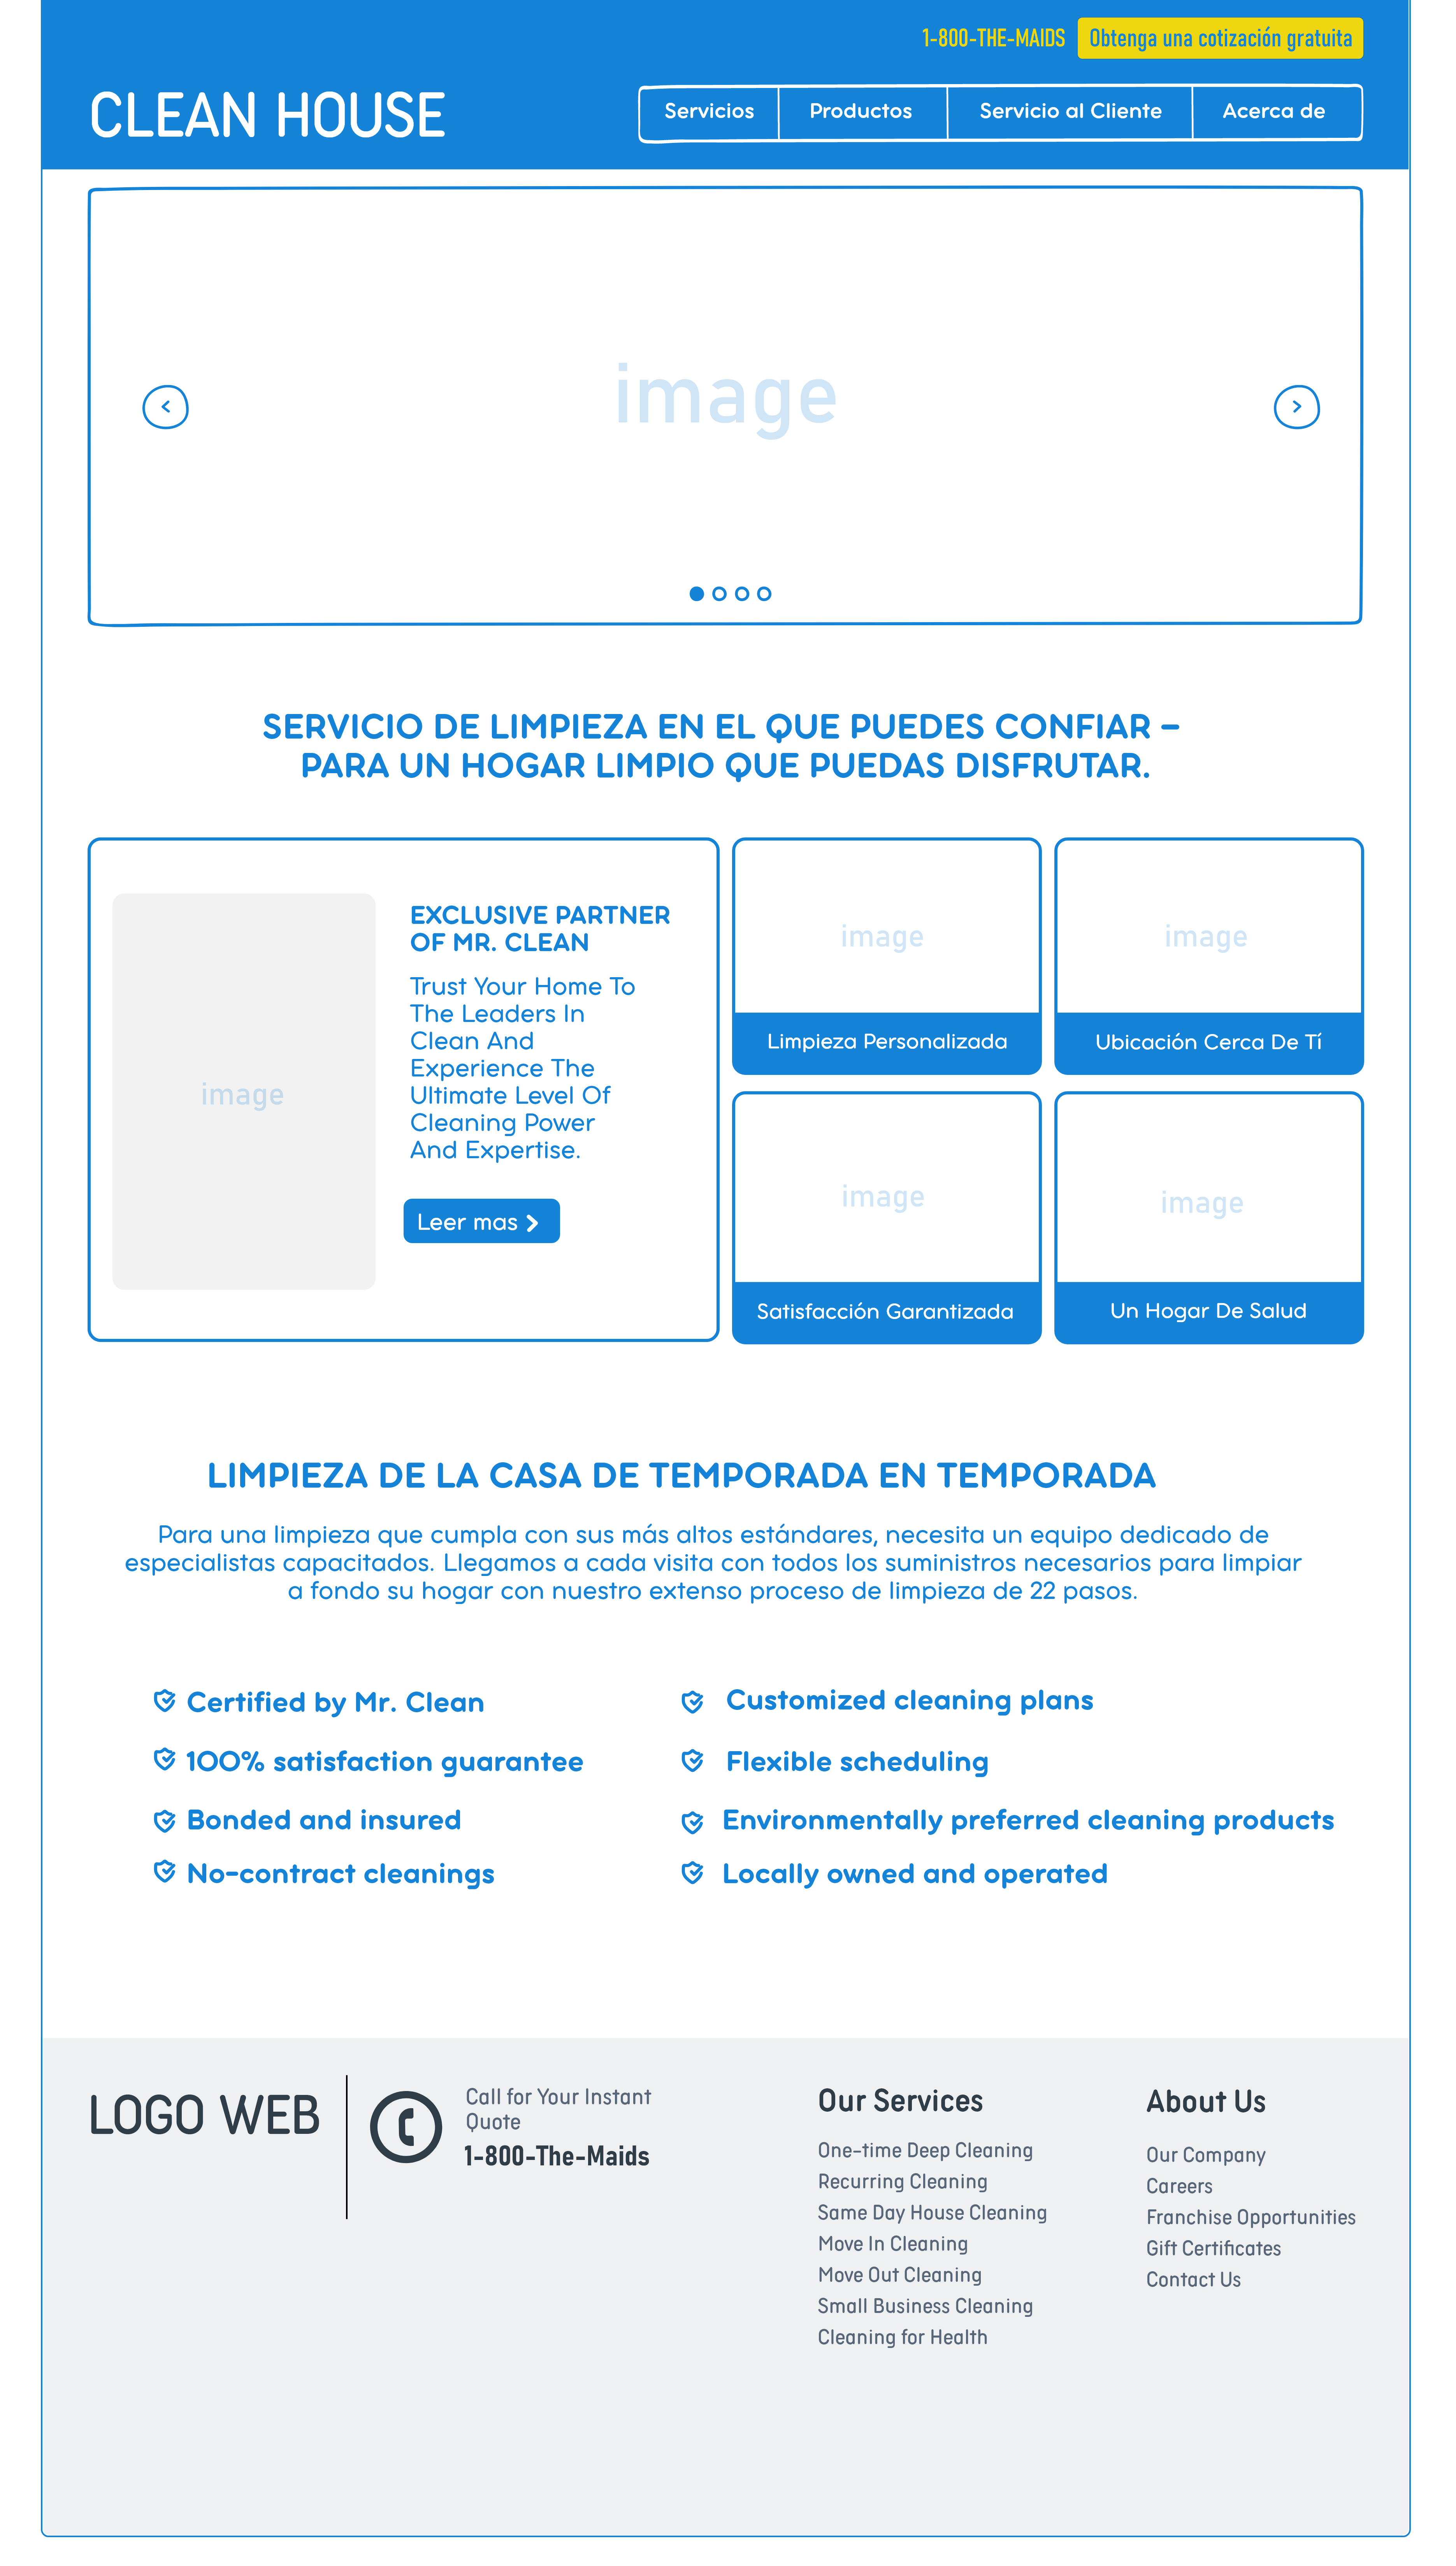 1-800-THE-MAIDS
Obtenga una cotización gratuita
CLEAN HOUSE
Servicios
Productos
Servicio al Cliente
Acerca de
image
SERVICIO DE LIMPIEZA EN EL QUE PUEDES CONFIAR –
PARA UN HOGAR LIMPIO QUE PUEDAS DISFRUTAR.
image
EXCLUSIVE PARTNER
OF MR. CLEAN
Trust Your Home To
The Leaders In
Clean And
Experience The
Ultimate Level Of
Cleaning Power
And Expertise.
Leer mas
image
Limpieza Personalizada
image
Ubicación Cerca De Tí
image
Satisfacción Garantizada
image
Un Hogar De Salud
LIMPIEZA DE LA CASA DE TEMPORADA EN TEMPORADA
Para una limpieza que cumpla con sus más altos estándares, necesita un equipo dedicado de
especialistas capacitados. Llegamos a cada visita con todos los suministros necesarios para limpiar
a fondo su hogar con nuestro extenso proceso de limpieza de 22 pasos.
Certified by Mr. Clean
100% satisfaction guarantee
Bonded and insured
No-contract cleanings
Customized cleaning plans
Flexible scheduling
Environmentally preferred cleaning products
Locally owned and operated
LOGO WEB
Call for Your Instant
Quote
1-800-The-Maids
Our Services
One-time Deep Cleaning
Recurring Cleaning
Same Day House Cleaning
Move In Cleaning
Move Out Cleaning
Small Business Cleaning
Cleaning for Health
About Us
Our Company
Careers
Franchise Opportunities
Gift Certificates
Contact Us